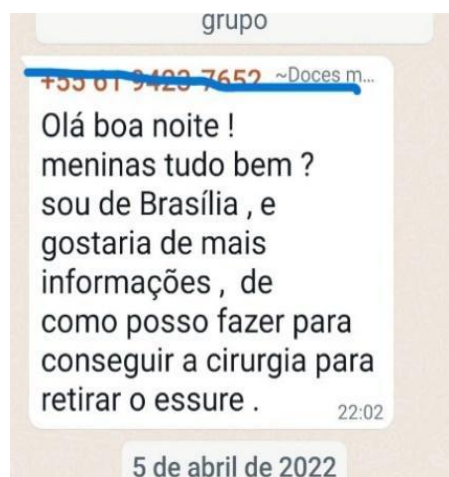 grupo
~Doces m...
Olá boa noite !
meninas tudo bem ?
sou de Brasília , e
gostaria de mais
informações , de
como posso fazer para
conseguir a cirurgia para
retirar o essure .
22:02
5 de abril de 2022